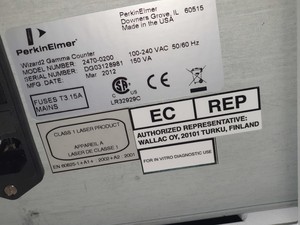 PerkinElmer
PerkinElmer
Downers Grove, IL 60515
Made in the USA
Wizard2 Gamma Counter
MODEL NUMBER: 2470-0200
100-240 VAC 50/60 Hz
SERIAL NUMBER: DG03128981
150 VA
MFG DATE: Mar 2012
FUSES T3.15A
MAINS
LR32929C
CLASS 1 LASER PRODUCT
APPAREIL A
LASER DE CLASSE 1
EC REP
AUTHORIZED REPRESENTATIVE:
WALLAC OY, 20101 TURKU, FINLAND
FOR IN VITRO DIAGNOSTIC USE